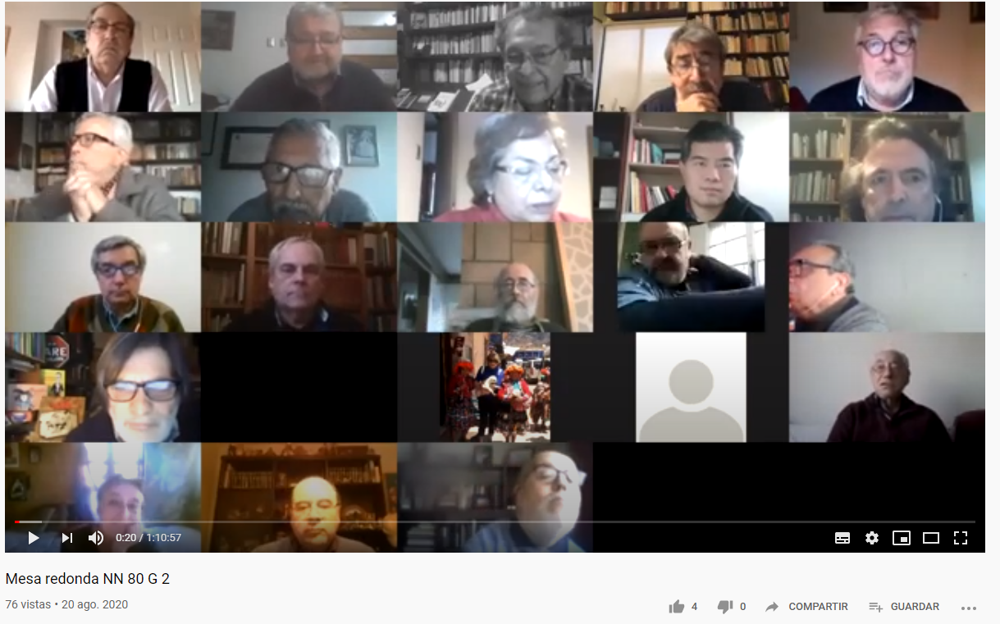 ARE
0:20 / 1:10:57
Mesa redonda NN 80 G 2
76 vistas • 20 ago. 2020
4 0 COMPARTIR GUARDAR